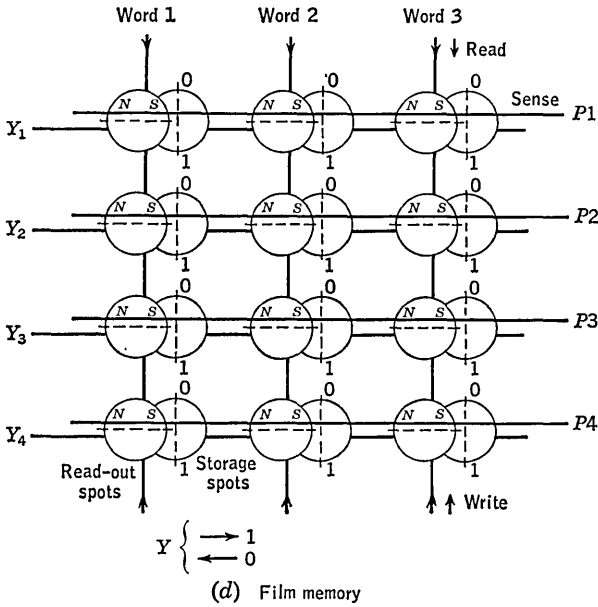 Word 1 Word 2 Word 3
Read
0 0 0
N S N S N S Sense P1
Y1
1 1 1
0 0 0
N S N S N S P2
Y2
1 1 1
0 0 0
N S N S N S P3
Y3
1 1 1
0 0 0
N S N S N S P4
Y4
Read-out spots 1 Storage spots 1 1
Write
Y { 1
0
(d) Film memory